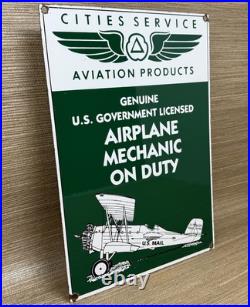 CITIES SERVICE
AVIATION PRODUCTS
GENUINE
U.S. GOVERNMENT LICENSED
AIRPLANE
MECHANIC
ON DUTY
U.S. MAIL